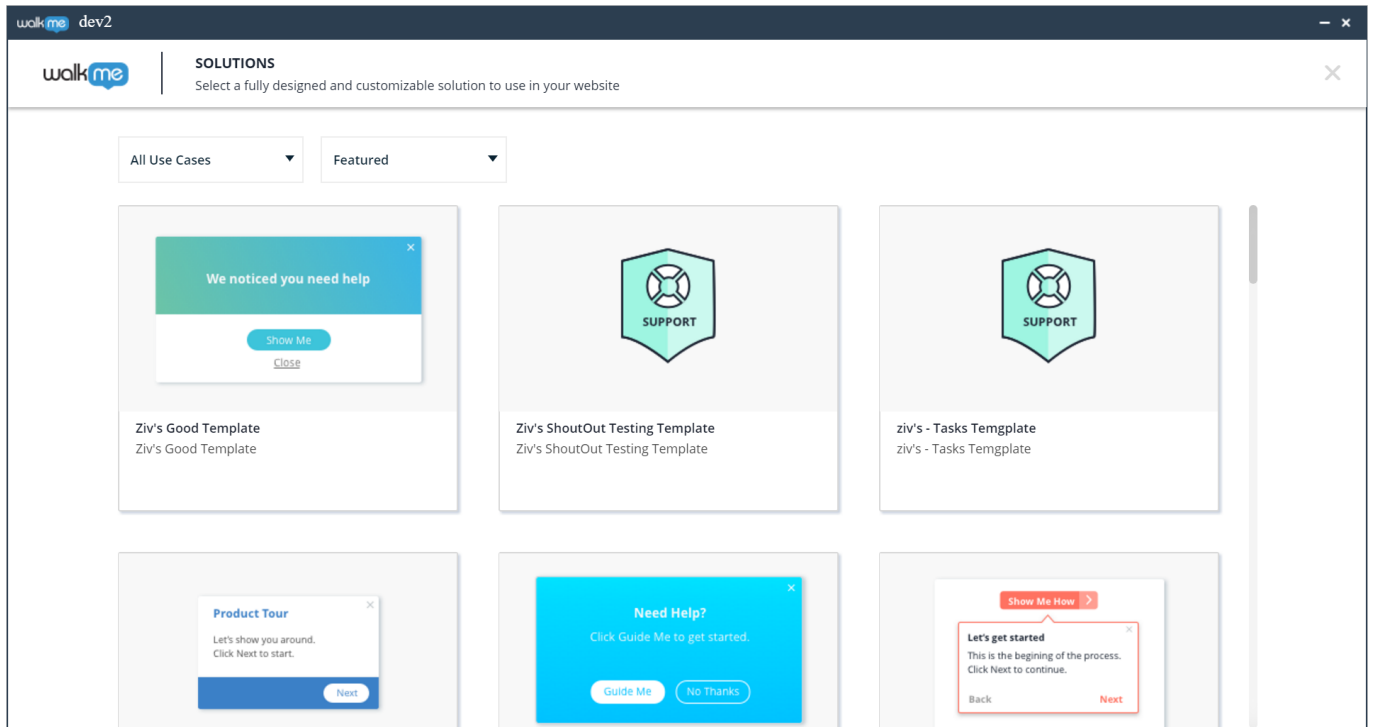 walkme dev2
walkme
SOLUTIONS
Select a fully designed and customizable solution to use in your website
All Use Cases
Featured
We noticed you need help
Show Me
Close
Ziv's Good Template
Ziv's Good Template
SUPPORT
Ziv's ShoutOut Testing Template
Ziv's ShoutOut Testing Template
SUPPORT
ziv's - Tasks Temgplate
ziv's - Tasks Temgplate
Product Tour
Let's show you around.
Click Next to start.
Next
Need Help?
Click Guide Me to get started.
Guide Me
No Thanks
Show Me How
Let's get started
This is the begining of the process.
Click Next to continue.
Back
Next